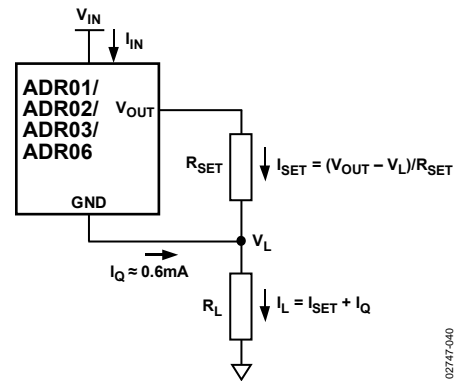 VIN
IIN
ADR01/
ADR02/
ADR03/
ADR06
VOUT
GND
RSET
ISET = (VOUT – VL)/RSET
VL
IQ ≈ 0.6mA
RL
IL = ISET + IQ
02747-040